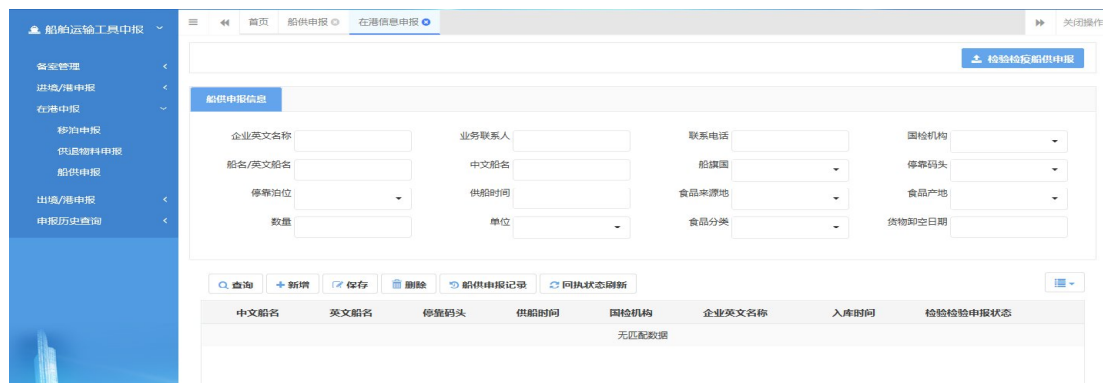 船舶运输工具申报
首页 船供申报 在港信息申报 关闭操作
检验检疫船供申报
备案管理
进境/港申报
在港申报
移泊申报
供退物料申报
船供申报
出境/港申报
申报历史查询
船供申报信息
企业英文名称 业务联系人 联系电话 国检机构
船名/英文船名 中文船名 船旗国 停靠码头
停靠泊位 供船时间 食品来源地 食品产地
数量 单位 食品分类 货物卸空日期
查询 新增 保存 删除 船供申报记录 回执状态刷新
中文船名 英文船名 停靠码头 供船时间 国检机构 企业英文名称 入库时间 检验检验申报状态
无匹配数据